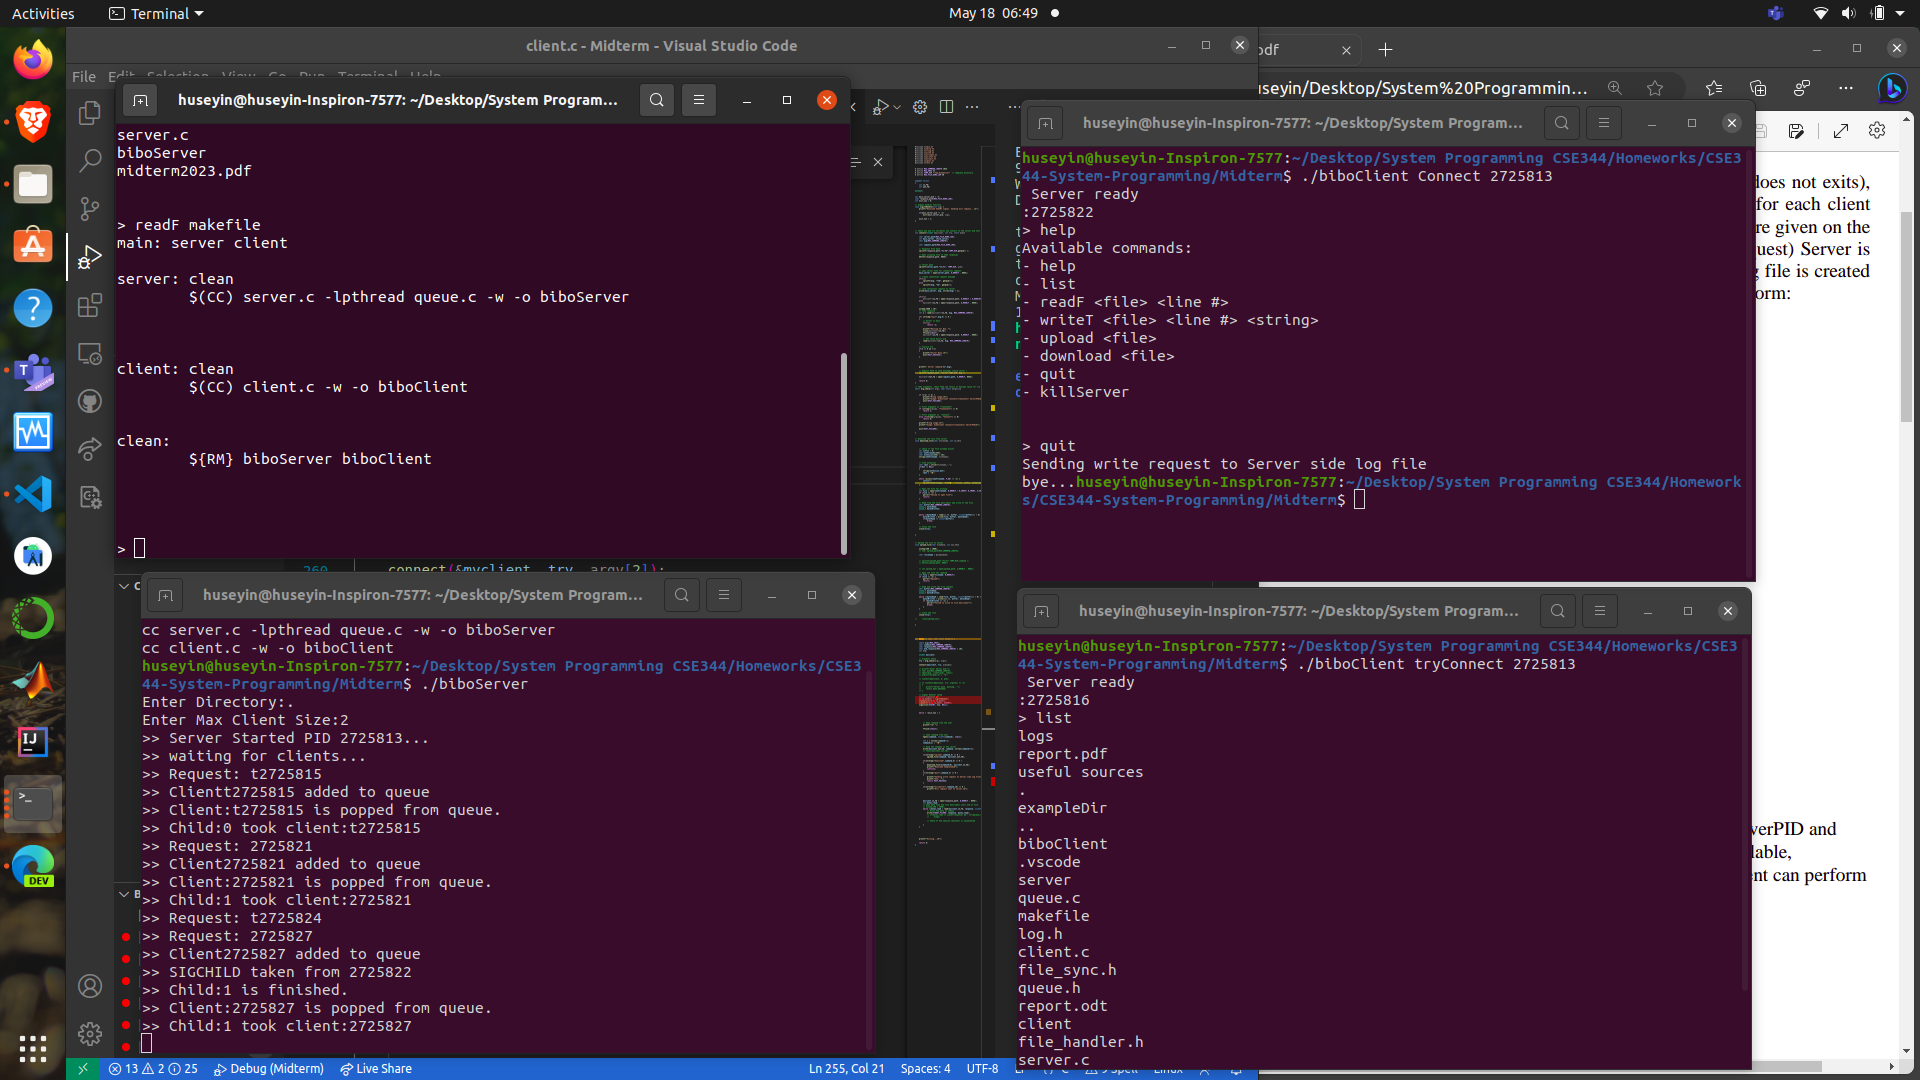 Activities
Terminal
May 18 06:49
client.c - Midterm - Visual Studio Code
File Edit Selection View Go Run Terminal Help
huseyin@huseyin-Inspiron-7577: ~/Desktop/System Program...
server.c
biboServer
midterm2023.pdf
> readF makefile
main: server client
server: clean
$(CC) server.c -lpthread queue.c -w -o biboServer
client: clean
$(CC) client.c -w -o biboClient
clean:
${RM} biboServer biboClient
>
260 connect(&myclient, try, argv[2]);
huseyin@huseyin-Inspiron-7577: ~/Desktop/System Program...
cc server.c -lpthread queue.c -w -o biboServer
cc client.c -w -o biboClient
huseyin@huseyin-Inspiron-7577:~/Desktop/System Programming CSE344/Homeworks/CSE3
44-System-Programming/Midterm$ ./biboServer
Enter Directory:.
Enter Max Client Size:2
>> Server Started PID 2725813...
>> waiting for clients...
>> Request: t2725815
>> Clientt2725815 added to queue
>> Client:t2725815 is popped from queue.
>> Child:0 took client:t2725815
>> Request: 2725821
>> Client2725821 added to queue
>> Client:2725821 is popped from queue.
>> Child:1 took client:2725821
>> Request: t2725824
>> Request: 2725827
>> Client2725827 added to queue
>> SIGCHILD taken from 2725822
>> Child:1 is finished.
>> Client:2725827 is popped from queue.
>> Child:1 took client:2725827
13 2 25
Debug (Midterm)
Live Share
Ln 255, Col 21
Spaces: 4
UTF-8
pdf
useyin/Desktop/System%20Programmin...
huseyin@huseyin-Inspiron-7577: ~/Desktop/System Program...
huseyin@huseyin-Inspiron-7577:~/Desktop/System Programming CSE344/Homeworks/CSE3
44-System-Programming/Midterm$ ./biboClient Connect 2725813
Server ready
:2725822
> help
Available commands:
- help
- list
- readF <file> <line #>
- writeT <file> <line #> <string>
- upload <file>
- download <file>
- quit
- killServer
> quit
Sending write request to Server side log file
bye...huseyin@huseyin-Inspiron-7577:~/Desktop/System Programming CSE344/Homework
s/CSE344-System-Programming/Midterm$
huseyin@huseyin-Inspiron-7577: ~/Desktop/System Program...
huseyin@huseyin-Inspiron-7577:~/Desktop/System Programming CSE344/Homeworks/CSE3
44-System-Programming/Midterm$ ./biboClient tryConnect 2725813
Server ready
:2725816
> list
logs
report.pdf
useful sources
.
exampleDir
..
biboClient
.vscode
server
queue.c
makefile
log.h
client.c
file_sync.h
queue.h
report.odt
client
file_handler.h
server.c
does not exits),
for each client
re given on the
uest) Server is
g file is created
orm:
verPID and
lable,
nt can perform
DEV